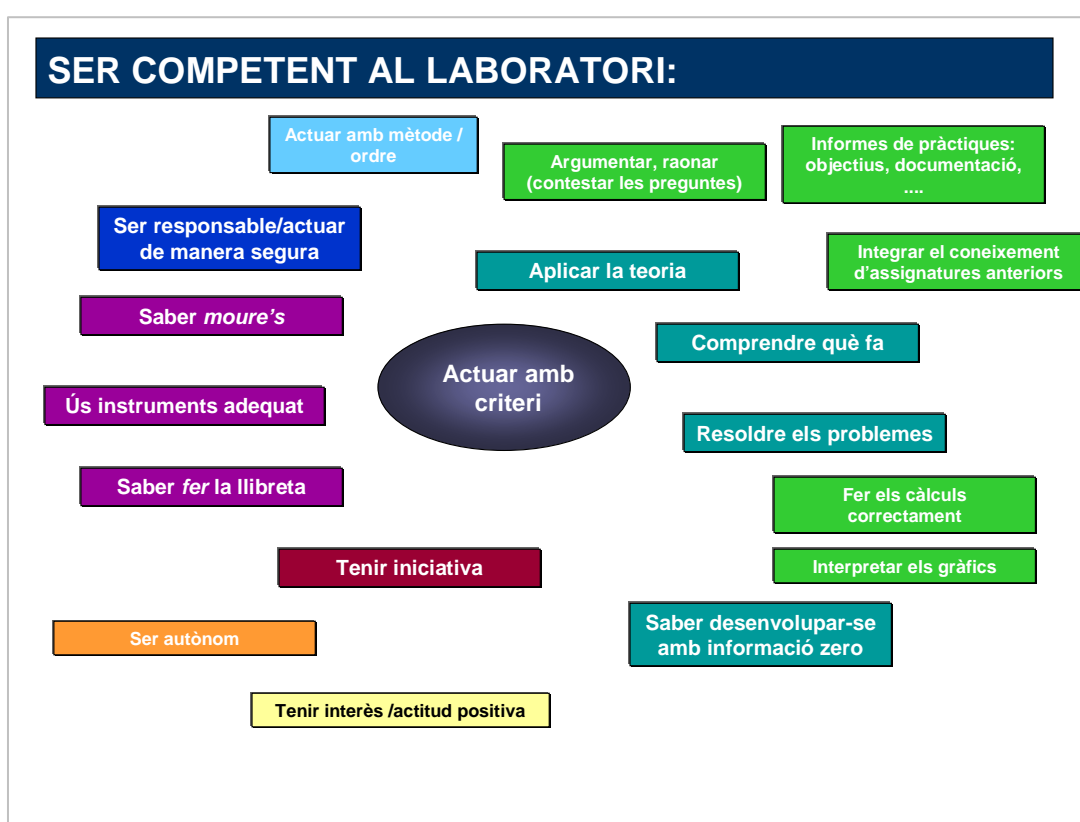 SER COMPETENT AL LABORATORI:
Actuar amb mètode /
ordre
Argumentar, raonar
(contestar les preguntes)
Informes de pràctiques:
objectius, documentació,
....
Ser responsable/actuar
de manera segura
Aplicar la teoria
Integrar el coneixement
d'assignatures anteriors
Saber moure's
Comprendre què fa
Actuar amb
criteri
Ús instruments adequat
Resoldre els problemes
Saber fer la llibreta
Fer els càlculs
correctament
Tenir iniciativa
Interpretar els gràfics
Ser autònom
Saber desenvolupar-se
amb informació zero
Tenir interès /actitud positiva